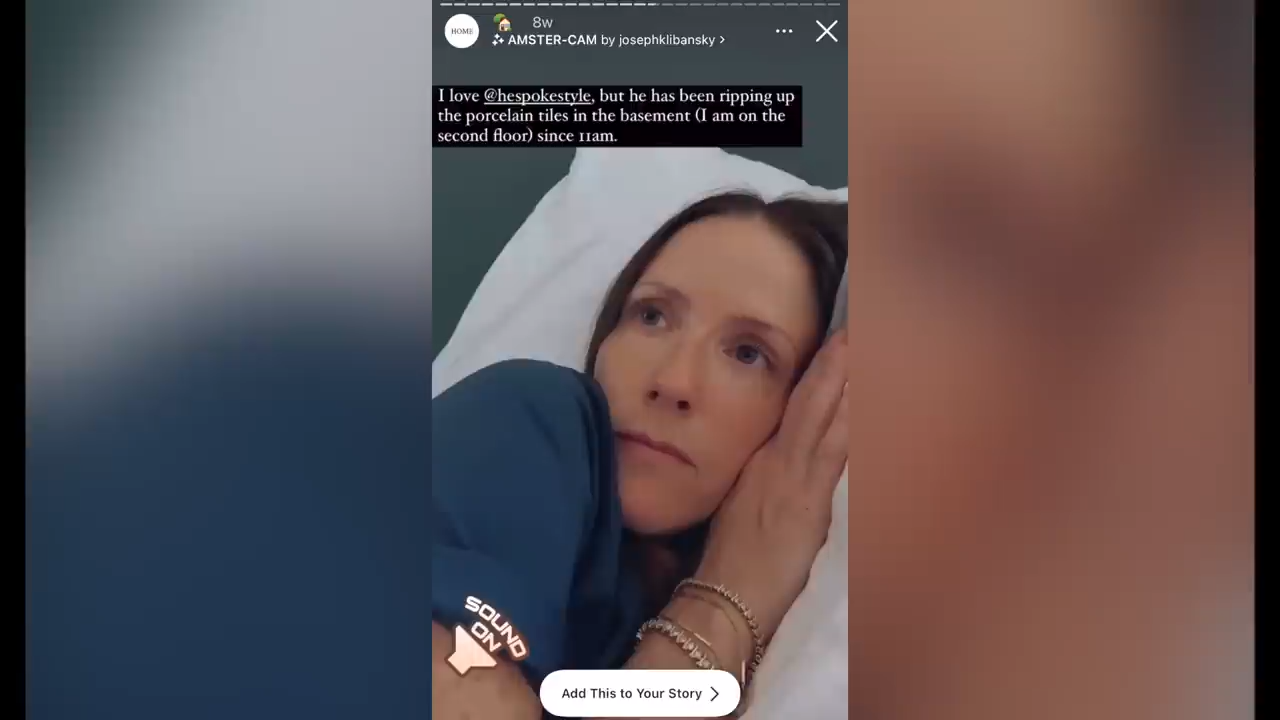 HOME
8w
AMSTER-CAM by josephklibansky >
I love @hespokestyle, but he has been ripping up
the porcelain tiles in the basement (I am on the
second floor) since 11am.
SOUND
ON
Add This to Your Story >